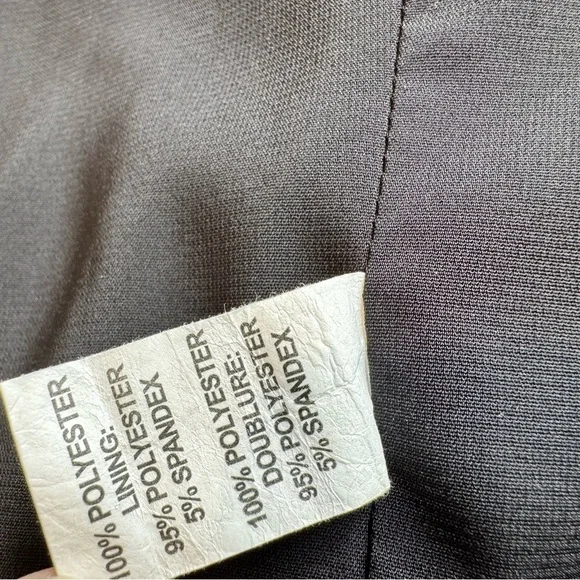 100% POLYESTER
LINING:
95% POLYESTER
5% SPANDEX
100% POLYESTER
DOUBLURE:
95% POLYESTER
5% SPANDEX